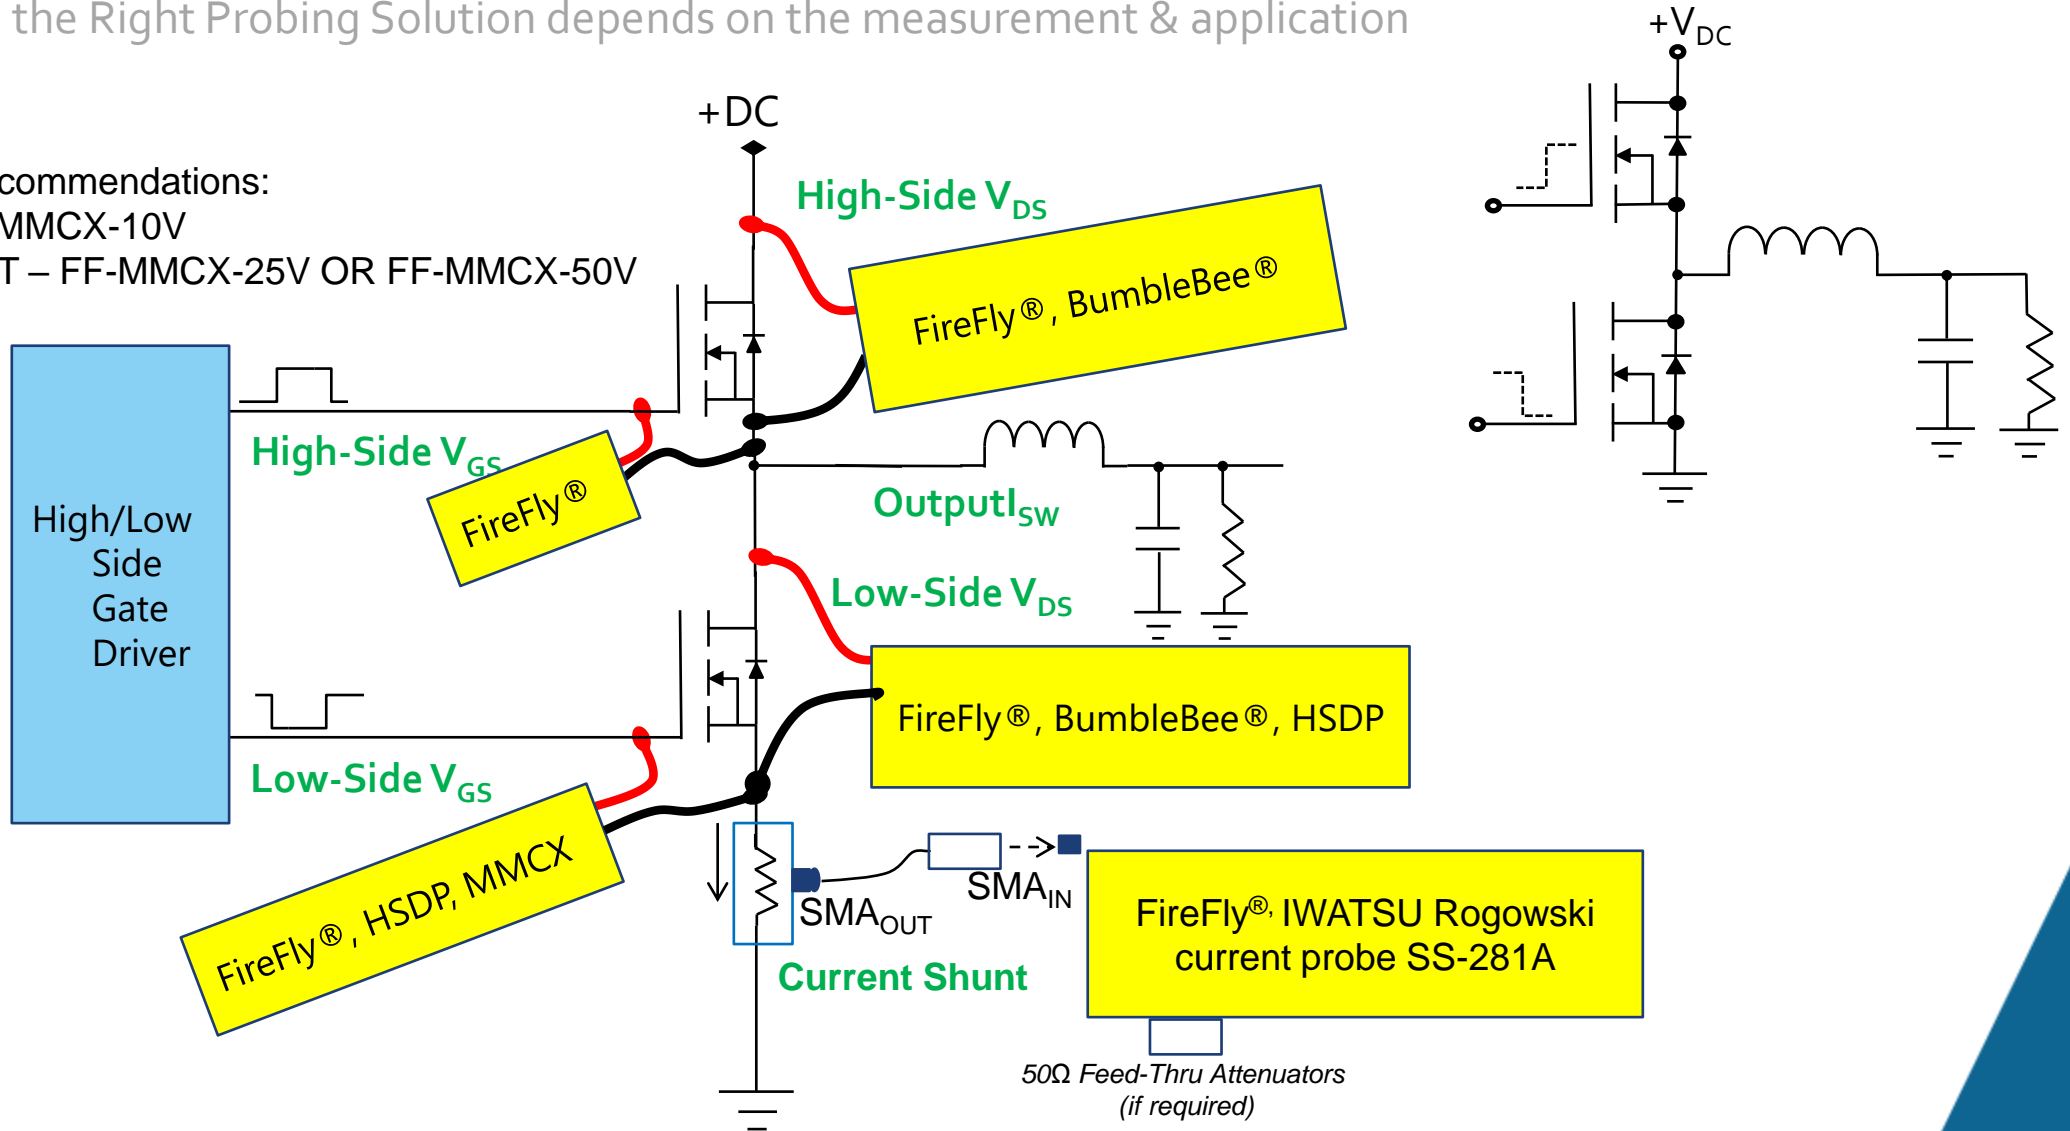 the Right Probing Solution depends on the measurement & application
commendations:
MMCX-10V
T – FF-MMCX-25V OR FF-MMCX-50V
+DC
High-Side VDS
FireFly®, BumbleBee®
High-Side VGS
FireFly®
High/Low
Side
Gate
Driver
OutputISW
Low-Side VDS
FireFly®, BumbleBee®, HSDP
Low-Side VGS
FireFly®, HSDP, MMCX
SMAOUT
SMAIN
Current Shunt
FireFly®, IWATSU Rogowski
current probe SS-281A
50Ω Feed-Thru Attenuators
(if required)
+VDC